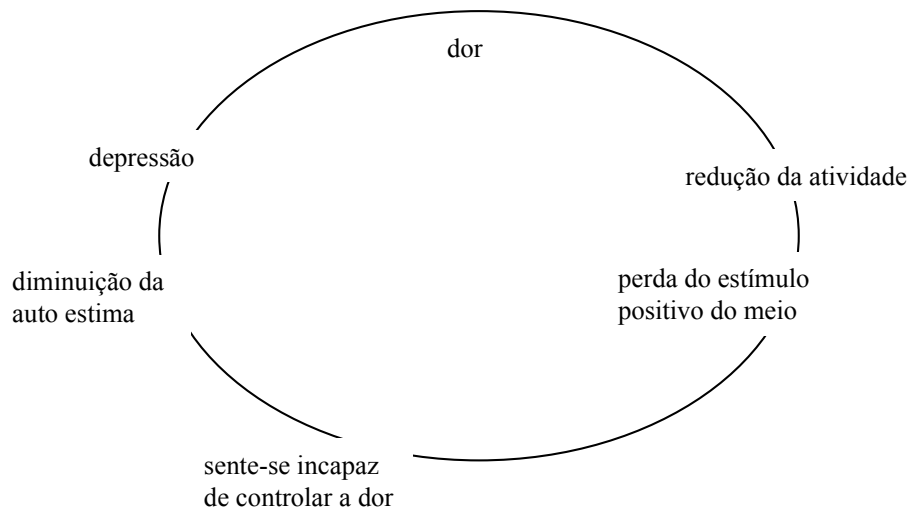 dor
depressão
redução da atividade
diminuição da
auto estima
perda do estímulo
positivo do meio
sente-se incapaz
de controlar a dor